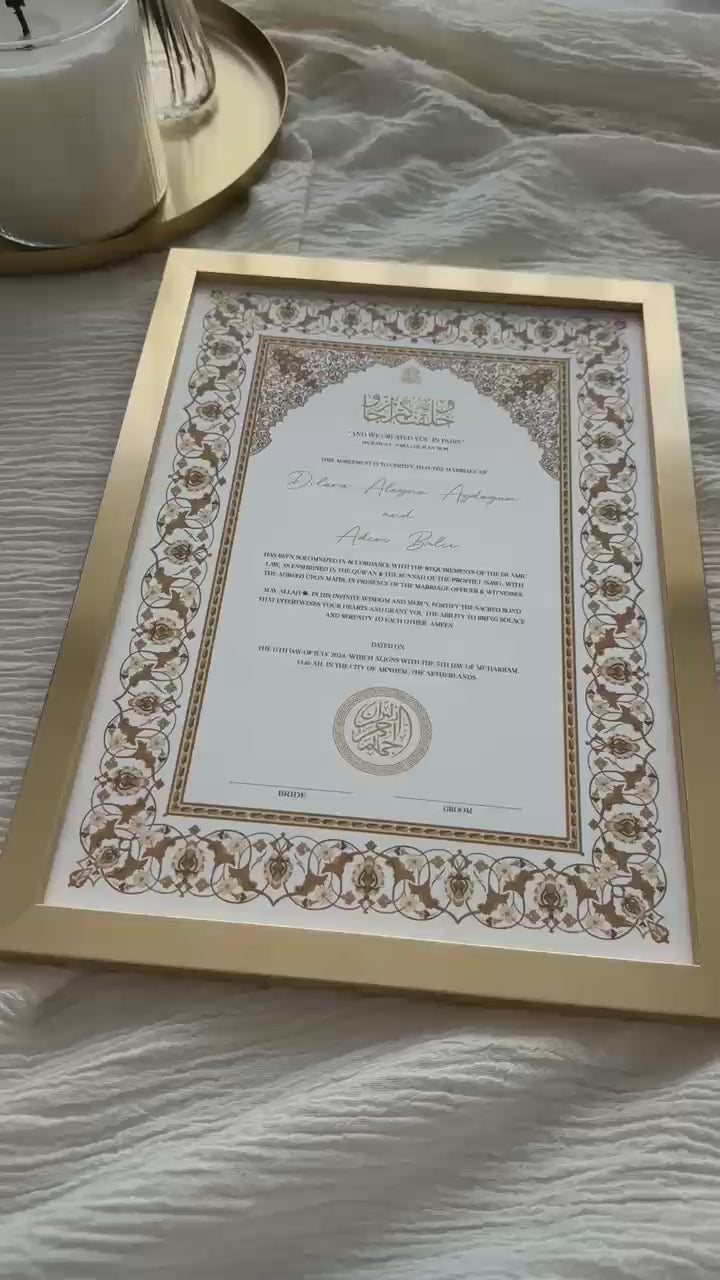 وخلقناكم أزواجا
"AND WE CREATED YOU IN PAIRS"
THIS AGREEMENT IS TO CERTIFY THAT THE MARRIAGE OF
Dilara Aleyna Aydogan
and
Adem Balci
HAS BEEN SOLEMNIZED IN ACCORDANCE WITH THE REQUIREMENTS OF THE ISLAMIC
LAW, AS ENSHRINED IN THE QUR'AN & THE SUNNAH OF THE PROPHET (SAW), WITH
THE AGREED UPON MAHR, IN PRESENCE OF THE MARRIAGE OFFICER & WITNESSES.
MAY ALLAH, IN HIS INFINITE WISDOM AND MERCY, FORTIFY THE SACRED BOND
THAT INTERTWINES YOUR HEARTS AND GRANT YOU THE ABILITY TO BRING SOLACE
AND SERENITY TO EACH OTHER. AMEEN
DATED ON
THE 11TH DAY OF JULY 2024, WHICH ALIGNS WITH THE 5TH DAY OF MUHARRAM,
1446 AH, IN THE CITY OF ARNHEM, THE NETHERLANDS.
BRIDE
GROOM